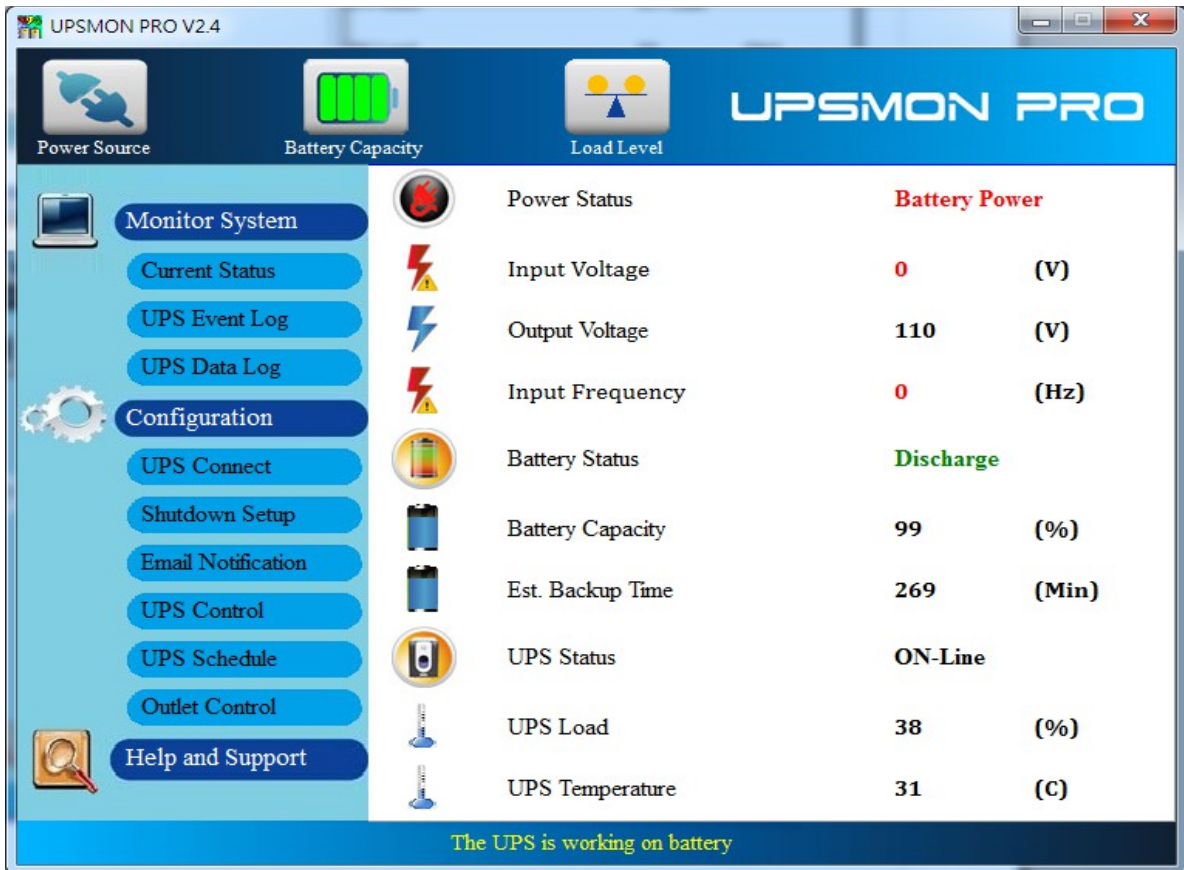 UPSMON PRO V2.4
UPSMON PRO
Power Source
Battery Capacity
Load Level
Monitor System
Current Status
UPS Event Log
UPS Data Log
Configuration
UPS Connect
Shutdown Setup
Email Notification
UPS Control
UPS Schedule
Outlet Control
Help and Support
Power Status Battery Power
Input Voltage 0 (V)
Output Voltage 110 (V)
Input Frequency 0 (Hz)
Battery Status Discharge
Battery Capacity 99 (%)
Est. Backup Time 269 (Min)
UPS Status ON-Line
UPS Load 38 (%)
UPS Temperature 31 (C)
The UPS is working on battery